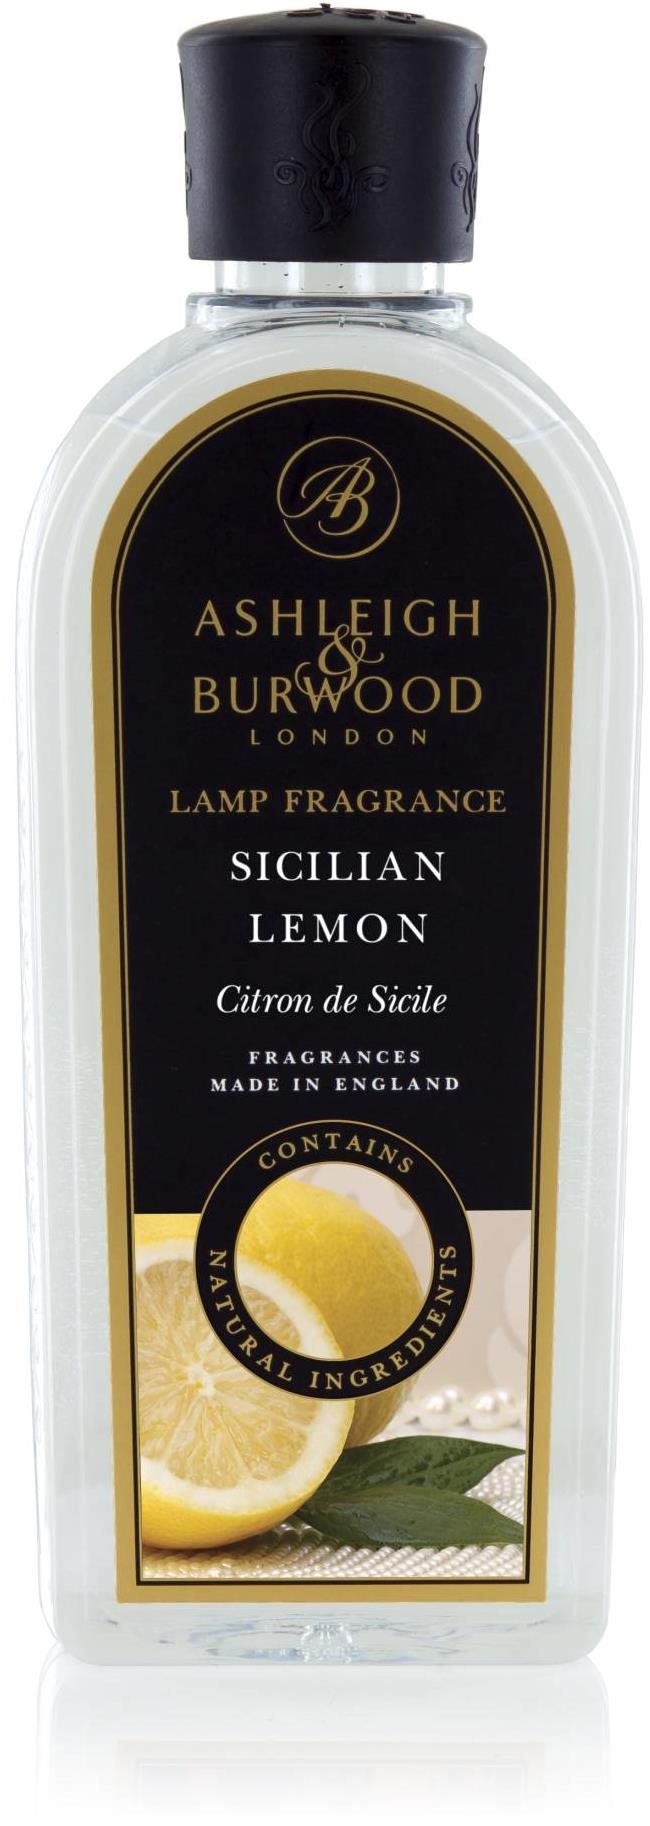 AB
ASHLEIGH
&
BURWOOD
LONDON
LAMP FRAGRANCE
SICILIAN
LEMON
Citron de Sicile
FRAGRANCES
MADE IN ENGLAND
CONTAINS
NATURAL INGREDIENTS